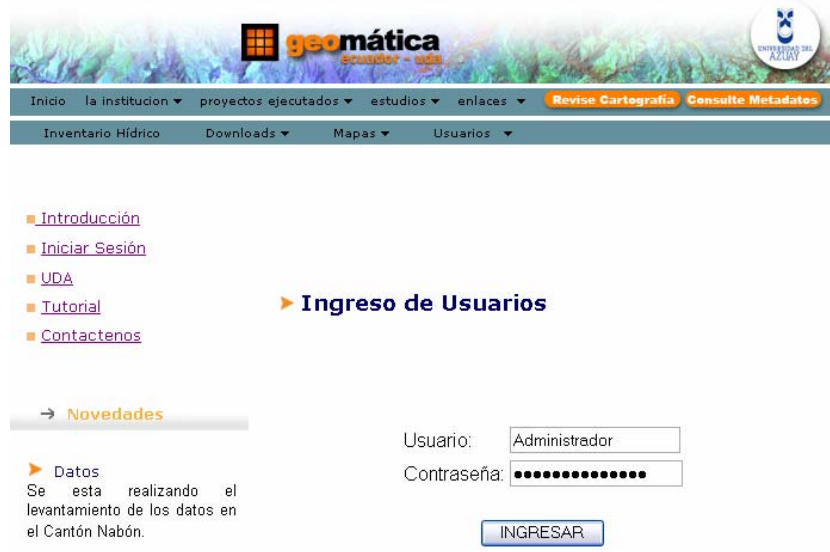 geomática
ecuador - uda
UNIVERSIDAD DEL
AZUAY
Inicio la institucion proyectos ejecutados estudios enlaces Revise Cartografía Consulte Metadatos
Inventario Hídrico Downloads Mapas Usuarios
Introducción
Iniciar Sesión
UDA
Tutorial
Contactenos
Ingreso de Usuarios
Novedades
Usuario: Administrador
Contraseña: ••••••••••••••
INGRESAR
Datos
Se esta realizando el
levantamiento de los datos en
el Cantón Nabón.